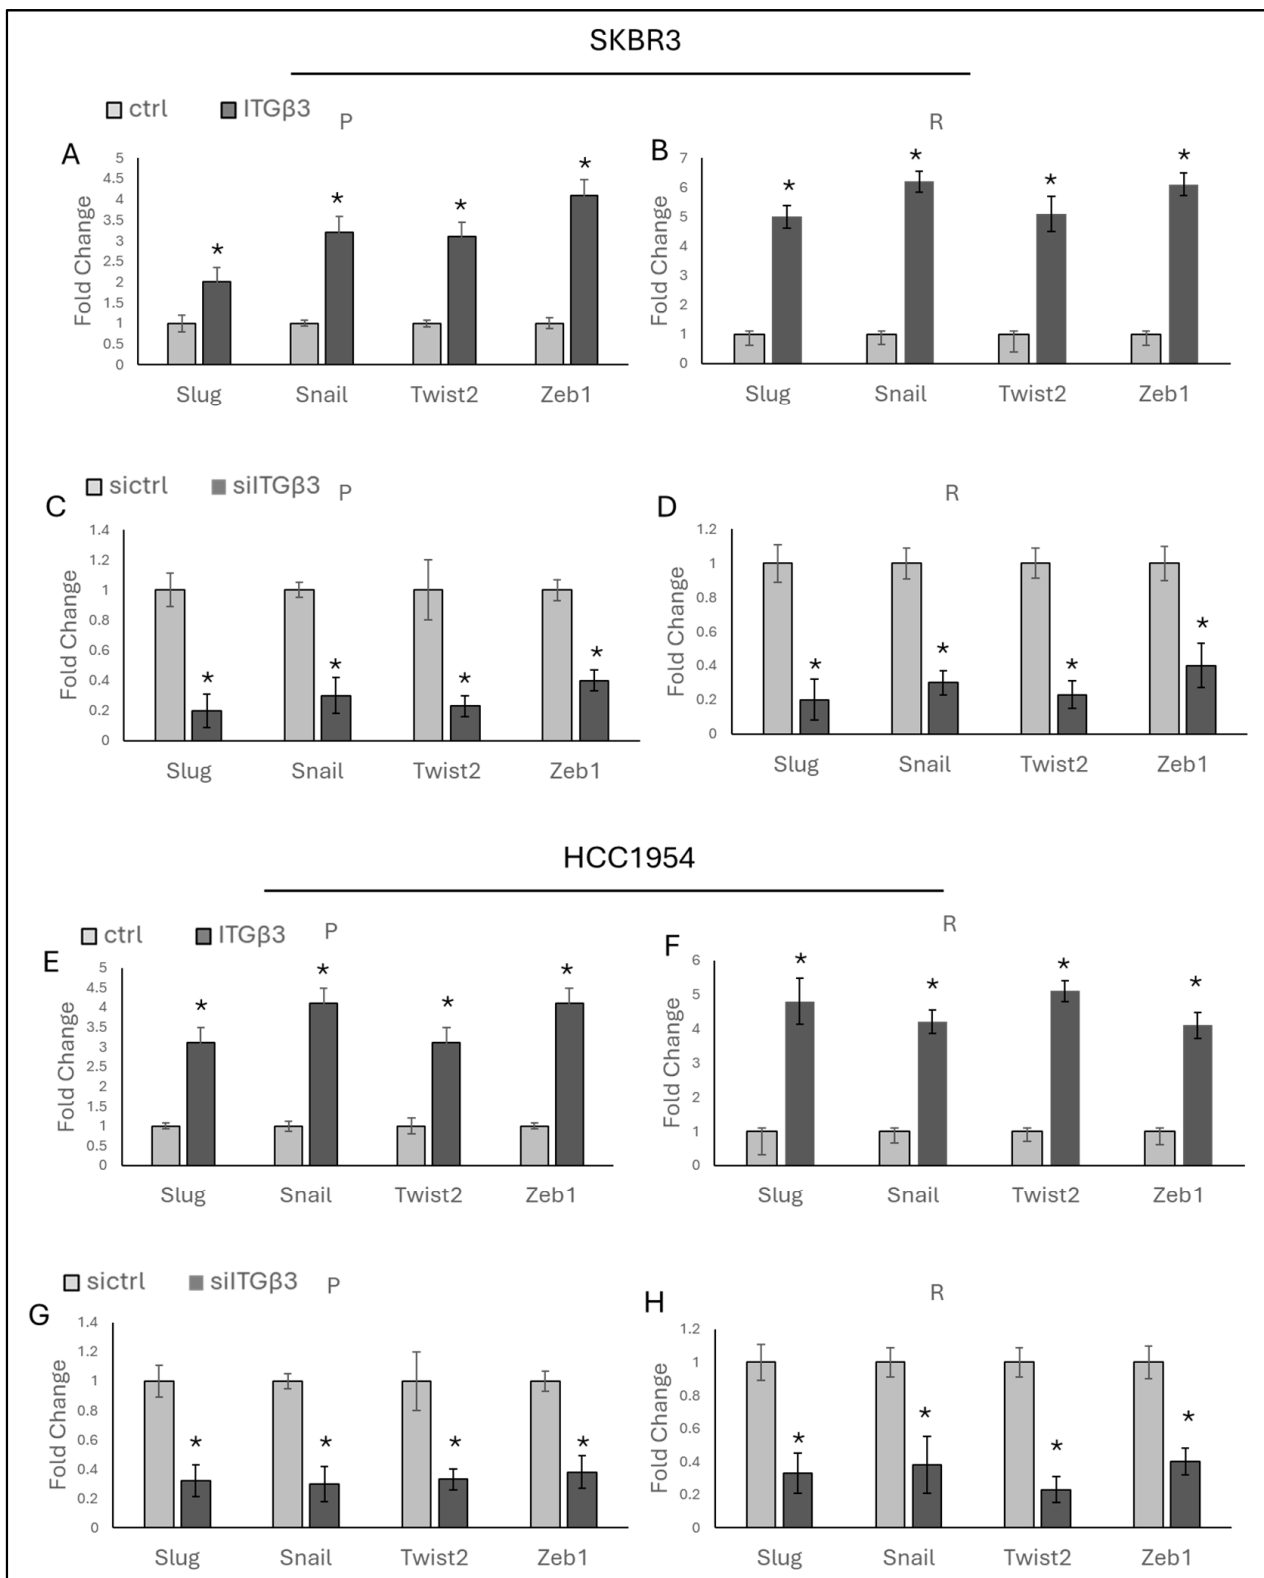 SKBR3
ctrl ITGβ3 P R
A B
5
4.5
4
3.5
3
2.5
2
1.5
1
0.5
0
Fold Change
* * * *
Slug Snail Twist2 Zeb1
7
6
5
4
3
2
1
0
Fold Change
* * * *
Slug Snail Twist2 Zeb1
sictrl siITGβ3 P R
C D
1.4
1.2
1
0.8
0.6
0.4
0.2
0
Fold Change
* * * *
Slug Snail Twist2 Zeb1
1.2
1
0.8
0.6
0.4
0.2
0
Fold Change
* * * *
Slug Snail Twist2 Zeb1
HCC1954
ctrl ITGβ3 P R
E F
5
4.5
4
3.5
3
2.5
2
1.5
1
0.5
0
Fold Change
* * * *
Slug Snail Twist2 Zeb1
6
5
4
3
2
1
0
Fold Change
* * * *
Slug Snail Twist2 Zeb1
sictrl siITGβ3 P R
G H
1.4
1.2
1
0.8
0.6
0.4
0.2
0
Fold Change
* * * *
Slug Snail Twist2 Zeb1
1.2
1
0.8
0.6
0.4
0.2
0
Fold Change
* * * *
Slug Snail Twist2 Zeb1